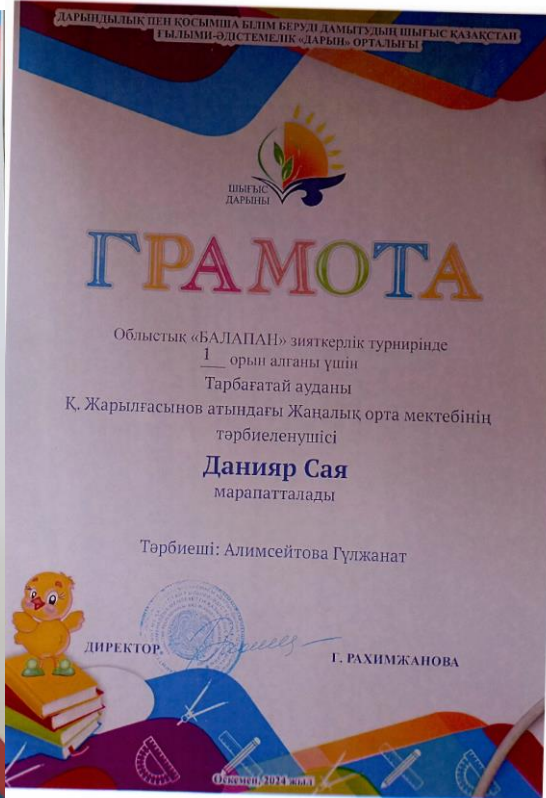 ДАРЫНДЫЛЫҚ ПЕН ҚОСЫМША БІЛІМ БЕРУДІ ДАМЫТУДЫҢ ШЫҒЫС ҚАЗАҚСТАН
ҒЫЛЫМИ-ӘДІСТЕМЕЛІК «ДАРЫН» ОРТАЛЫҒЫ
ШЫҒЫС
ДАРЫНЫ
ГРАМОТА
Облыстық «БАЛАПАН» зияткерлік турнирінде
1 орын алғаны үшін
Тарбағатай ауданы
Қ. Жарылғасынов атындағы Жаңалық орта мектебінің
тәрбиеленушісі
Данияр Сая
марапатталады
Тәрбиеші: Алимсейтова Гүлжанат
ДИРЕКТОР
Г. РАХИМЖАНОВА
Өскемен, 2024 жыл